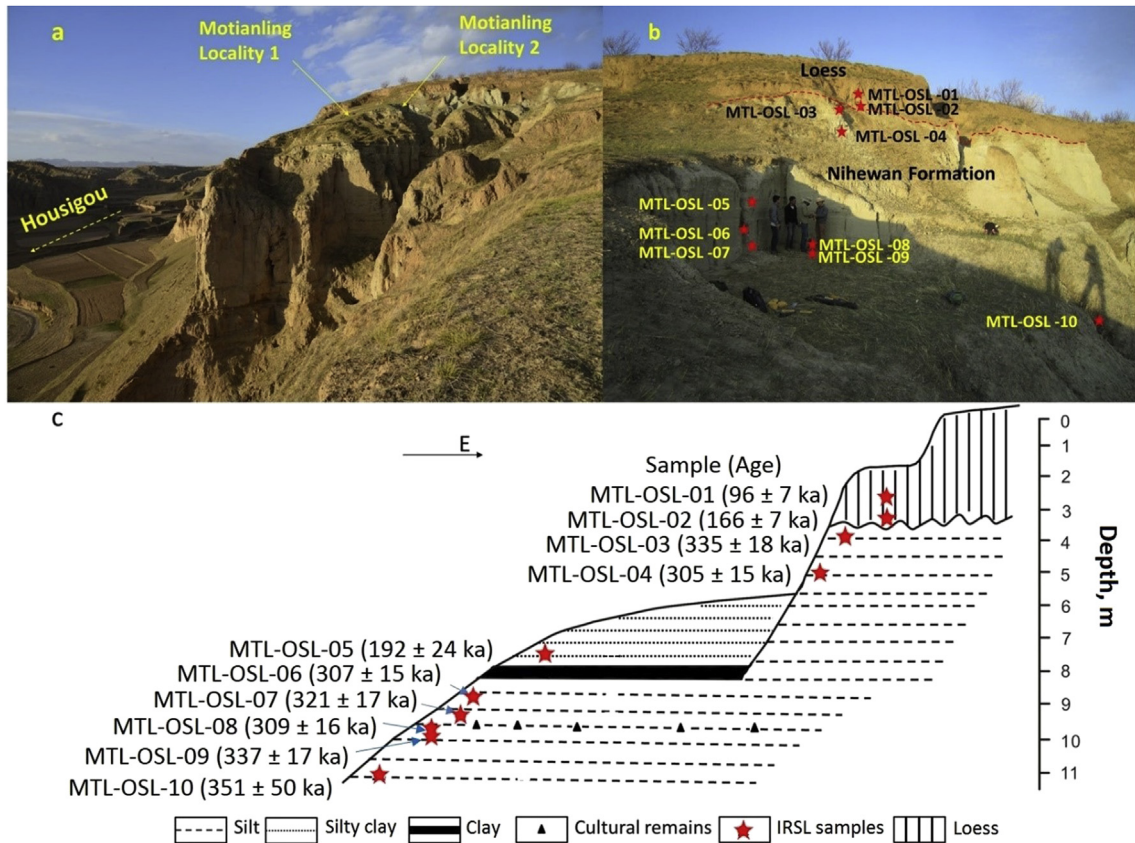 a
Motianling
Locality 1
Motianling
Locality 2
Housigou
b
Loess
MTL-OSL -01
MTL-OSL -02
MTL-OSL -03
MTL-OSL -04
Nihewan Formation
MTL-OSL -05
MTL-OSL -06
MTL-OSL -07
MTL-OSL -08
MTL-OSL -09
MTL-OSL -10
c
E
Sample (Age)
MTL-OSL-01 (96 ± 7 ka)
MTL-OSL-02 (166 ± 7 ka)
MTL-OSL-03 (335 ± 18 ka)
MTL-OSL-04 (305 ± 15 ka)
MTL-OSL-05 (192 ± 24 ka)
MTL-OSL-06 (307 ± 15 ka)
MTL-OSL-07 (321 ± 17 ka)
MTL-OSL-08 (309 ± 16 ka)
MTL-OSL-09 (337 ± 17 ka)
MTL-OSL-10 (351 ± 50 ka)
0
1
2
3
4
5
6
7
8
9
10
11
Depth, m
Silt
Silty clay
Clay
Cultural remains
IRSL samples
Loess